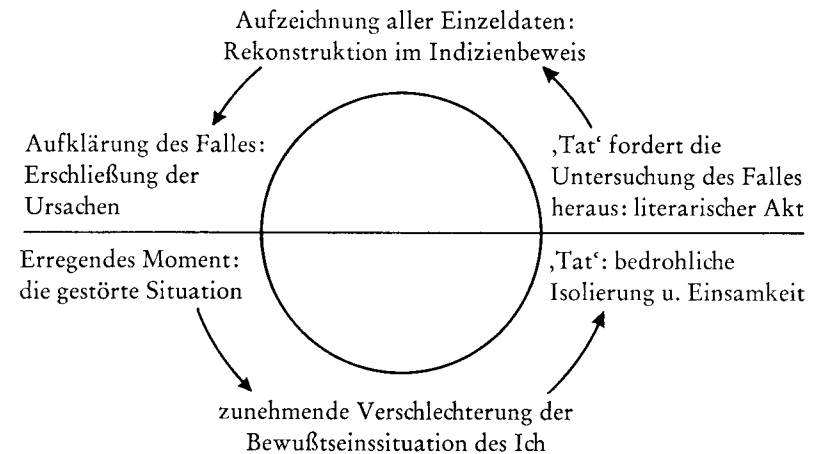 Aufzeichnung aller Einzeldaten:
Rekonstruktion im Indizienbeweis
Aufklärung des Falles:
Erschließung der
Ursachen
‚Tat‘ fordert die
Untersuchung des Falles
heraus: literarischer Akt
Erregendes Moment:
die gestörte Situation
‚Tat‘: bedrohliche
Isolierung u. Einsamkeit
zunehmende Verschlechterung der
Bewußtseinssituation des Ich